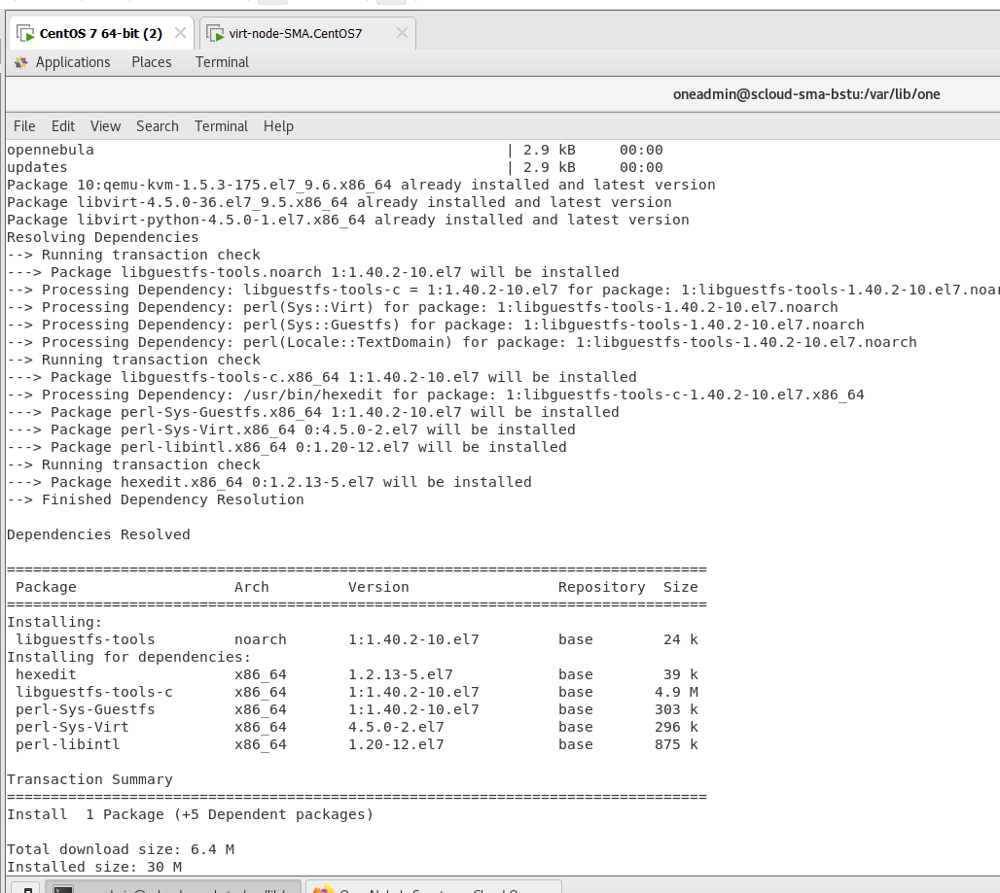 CentOS 7 64-bit (2) virt-node-SMA.CentOS7
Applications Places Terminal
oneadmin@scloud-sma-bstu:/var/lib/one
File Edit View Search Terminal Help
opennebula | 2.9 kB 00:00
updates | 2.9 kB 00:00
Package 10:qemu-kvm-1.5.3-175.el7_9.6.x86_64 already installed and latest version
Package libvirt-4.5.0-36.el7_9.5.x86_64 already installed and latest version
Package libvirt-python-4.5.0-1.el7.x86_64 already installed and latest version
Resolving Dependencies
--> Running transaction check
---> Package libguestfs-tools.noarch 1:1.40.2-10.el7 will be installed
--> Processing Dependency: libguestfs-tools-c = 1:1.40.2-10.el7 for package: 1:libguestfs-tools-1.40.2-10.el7.noar
--> Processing Dependency: perl(Sys::Virt) for package: 1:libguestfs-tools-1.40.2-10.el7.noarch
--> Processing Dependency: perl(Sys::Guestfs) for package: 1:libguestfs-tools-1.40.2-10.el7.noarch
--> Processing Dependency: perl(Locale::TextDomain) for package: 1:libguestfs-tools-1.40.2-10.el7.noarch
--> Running transaction check
---> Package libguestfs-tools-c.x86_64 1:1.40.2-10.el7 will be installed
--> Processing Dependency: /usr/bin/hexedit for package: 1:libguestfs-tools-c-1.40.2-10.el7.x86_64
---> Package perl-Sys-Guestfs.x86_64 1:1.40.2-10.el7 will be installed
---> Package perl-Sys-Virt.x86_64 0:4.5.0-2.el7 will be installed
---> Package perl-libintl.x86_64 0:1.20-12.el7 will be installed
--> Running transaction check
---> Package hexedit.x86_64 0:1.2.13-5.el7 will be installed
--> Finished Dependency Resolution
Dependencies Resolved
================================================================================
Package Arch Version Repository Size
================================================================================
Installing:
libguestfs-tools noarch 1:1.40.2-10.el7 base 24 k
Installing for dependencies:
hexedit x86_64 1.2.13-5.el7 base 39 k
libguestfs-tools-c x86_64 1:1.40.2-10.el7 base 4.9 M
perl-Sys-Guestfs x86_64 1:1.40.2-10.el7 base 303 k
perl-Sys-Virt x86_64 4.5.0-2.el7 base 296 k
perl-libintl x86_64 1.20-12.el7 base 875 k
Transaction Summary
================================================================================
Install 1 Package (+5 Dependent packages)
Total download size: 6.4 M
Installed size: 30 M